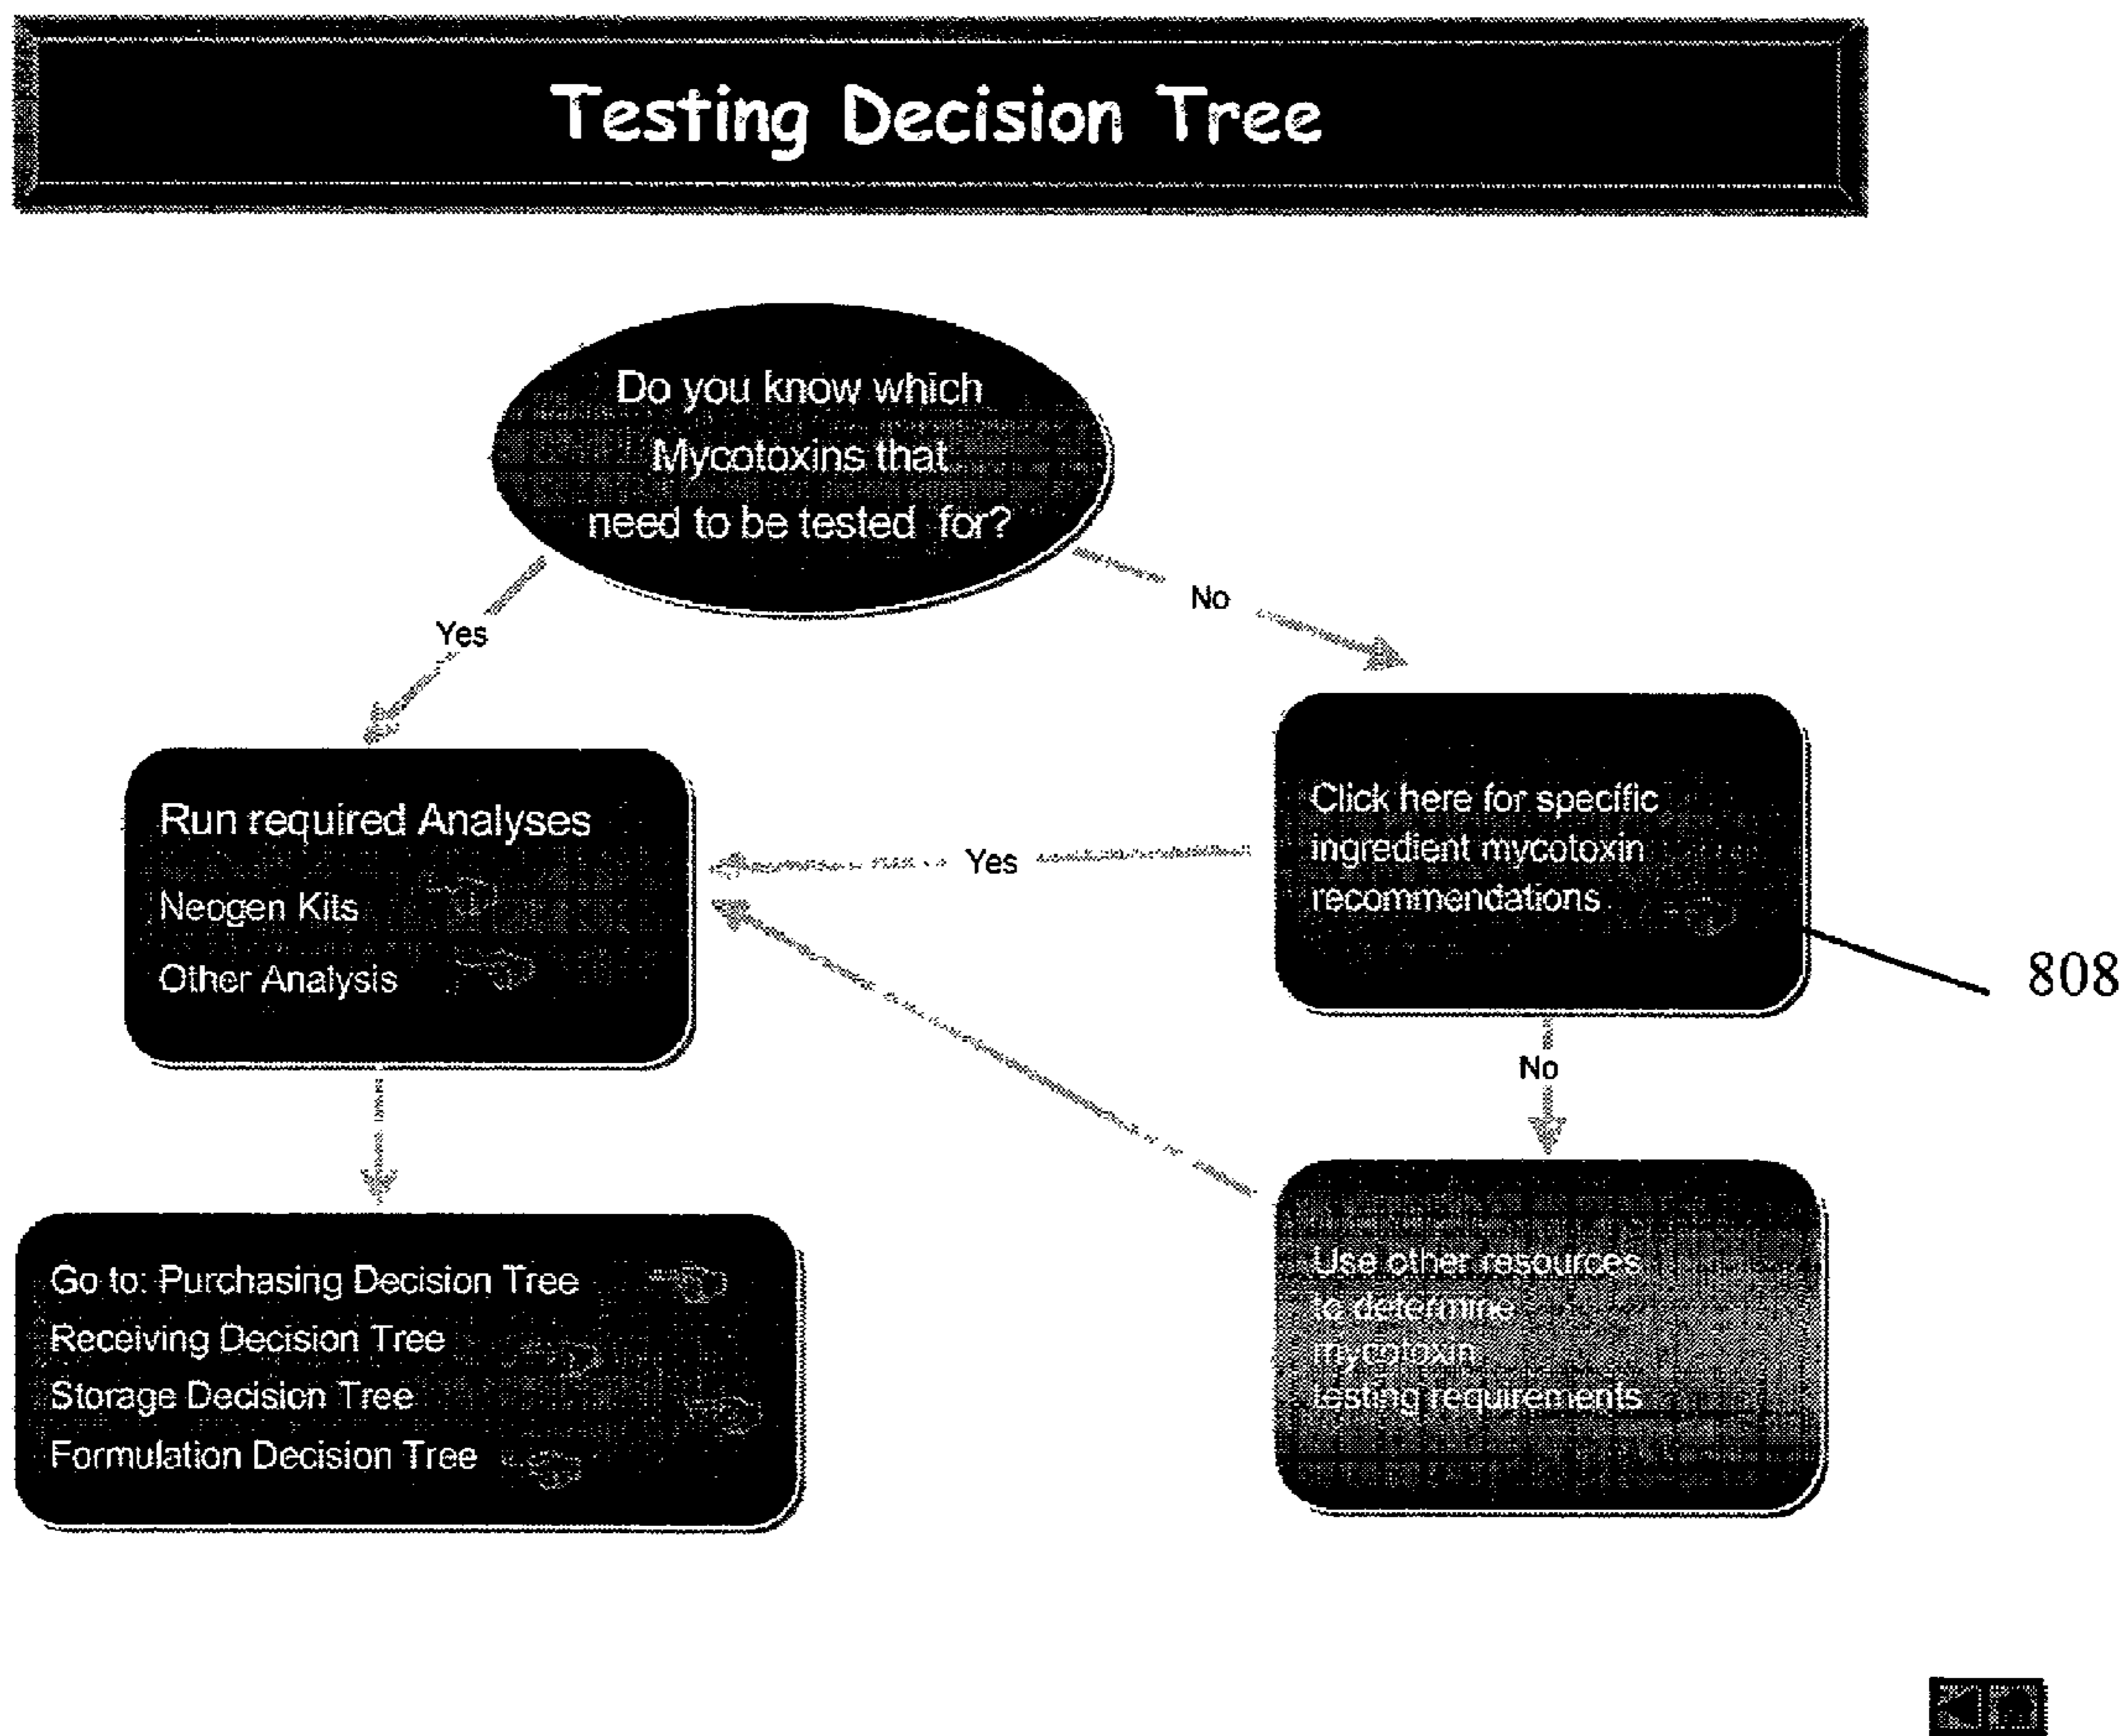 Testing Decision Tree
Do you know which
Mycotoxins that
need to be tested for?
Yes
No
Run required Analyses
Neogen Kits
Other Analysis
Yes
Click here for specific
ingredient mycotoxin
recommendations
808
No
Go to: Purchasing Decision Tree
Receiving Decision Tree
Storage Decision Tree
Formulation Decision Tree
Use other resources
to determine
mycotoxin
testing requirements